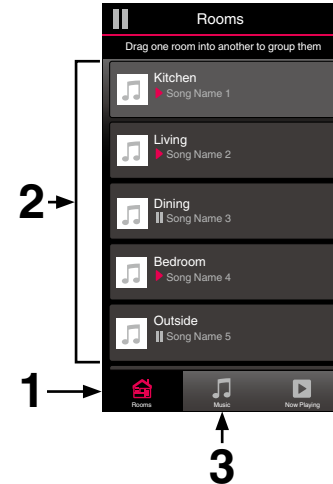 Rooms
Drag one room into another to group them
Kitchen
Song Name 1
Living
Song Name 2
Dining
Song Name 3
Bedroom
Song Name 4
Outside
Song Name 5
2
1
Rooms
Music
Now Playing
3